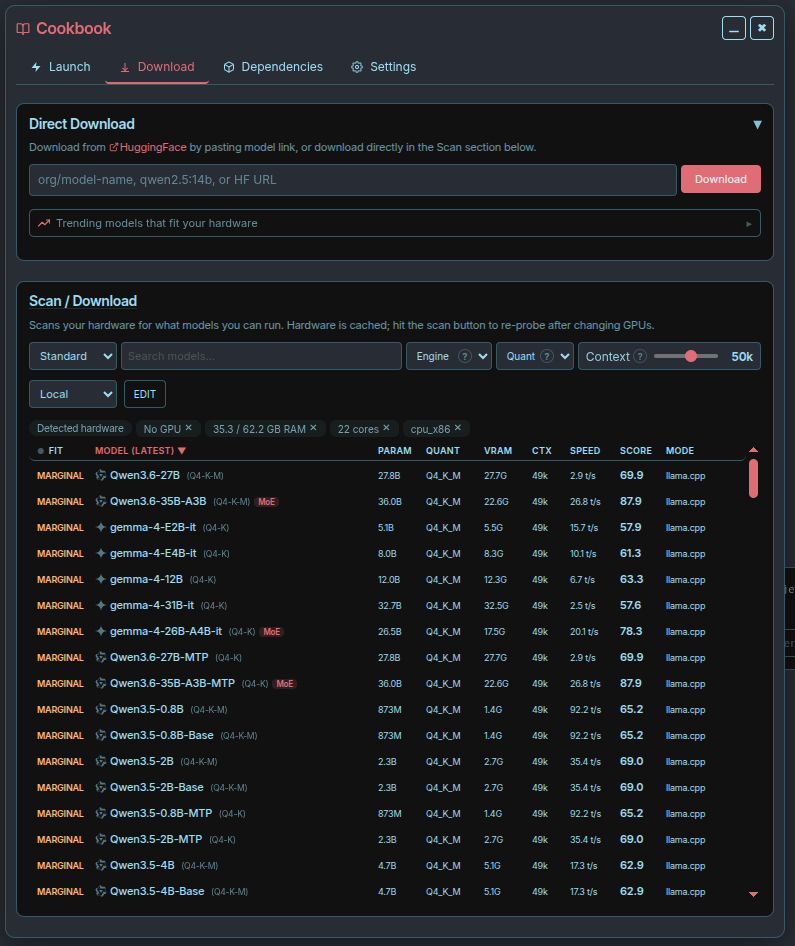 Cookbook
Launch Download Dependencies Settings
Direct Download ▼
Download from HuggingFace by pasting model link, or download directly in the Scan section below.
org/model-name, qwen2.5:14b, or HF URL Download
Trending models that fit your hardware ▸
Scan / Download
Scans your hardware for what models you can run. Hardware is cached; hit the scan button to re-probe after changing GPUs.
Standard Search models... Engine ? Quant ? Context ? 50k
Local EDIT
Detected hardware No GPU ✕ 35.3 / 62.2 GB RAM ✕ 22 cores ✕ cpu_x86 ✕
FIT MODEL (LATEST) ▼ PARAM QUANT VRAM CTX SPEED SCORE MODE
MARGINAL Qwen3.6-27B (Q4-K-M) 27.8B Q4_K_M 27.7G 49k 2.9 t/s 69.9 llama.cpp
MARGINAL Qwen3.6-35B-A3B (Q4-K-M) MoE 36.0B Q4_K_M 22.6G 49k 26.8 t/s 87.9 llama.cpp
MARGINAL gemma-4-E2B-it (Q4-K) 5.1B Q4_K_M 5.5G 49k 15.7 t/s 57.9 llama.cpp
MARGINAL gemma-4-E4B-it (Q4-K) 8.0B Q4_K_M 8.3G 49k 10.1 t/s 61.3 llama.cpp
MARGINAL gemma-4-12B (Q4-K) 12.0B Q4_K_M 12.3G 49k 6.7 t/s 63.3 llama.cpp
MARGINAL gemma-4-31B-it (Q4-K) 32.7B Q4_K_M 32.5G 49k 2.5 t/s 57.6 llama.cpp
MARGINAL gemma-4-26B-A4B-it (Q4-K) MoE 26.5B Q4_K_M 17.5G 49k 20.1 t/s 78.3 llama.cpp
MARGINAL Qwen3.6-27B-MTP (Q4-K) 27.8B Q4_K_M 27.7G 49k 2.9 t/s 69.9 llama.cpp
MARGINAL Qwen3.6-35B-A3B-MTP (Q4-K) MoE 36.0B Q4_K_M 22.6G 49k 26.8 t/s 87.9 llama.cpp
MARGINAL Qwen3.5-0.8B (Q4-K-M) 873M Q4_K_M 1.4G 49k 92.2 t/s 65.2 llama.cpp
MARGINAL Qwen3.5-0.8B-Base (Q4-K-M) 873M Q4_K_M 1.4G 49k 92.2 t/s 65.2 llama.cpp
MARGINAL Qwen3.5-2B (Q4-K-M) 2.3B Q4_K_M 2.7G 49k 35.4 t/s 69.0 llama.cpp
MARGINAL Qwen3.5-2B-Base (Q4-K-M) 2.3B Q4_K_M 2.7G 49k 35.4 t/s 69.0 llama.cpp
MARGINAL Qwen3.5-0.8B-MTP (Q4-K) 873M Q4_K_M 1.4G 49k 92.2 t/s 65.2 llama.cpp
MARGINAL Qwen3.5-2B-MTP (Q4-K) 2.3B Q4_K_M 2.7G 49k 35.4 t/s 69.0 llama.cpp
MARGINAL Qwen3.5-4B (Q4-K-M) 4.7B Q4_K_M 5.1G 49k 17.3 t/s 62.9 llama.cpp
MARGINAL Qwen3.5-4B-Base (Q4-K-M) 4.7B Q4_K_M 5.1G 49k 17.3 t/s 62.9 llama.cpp